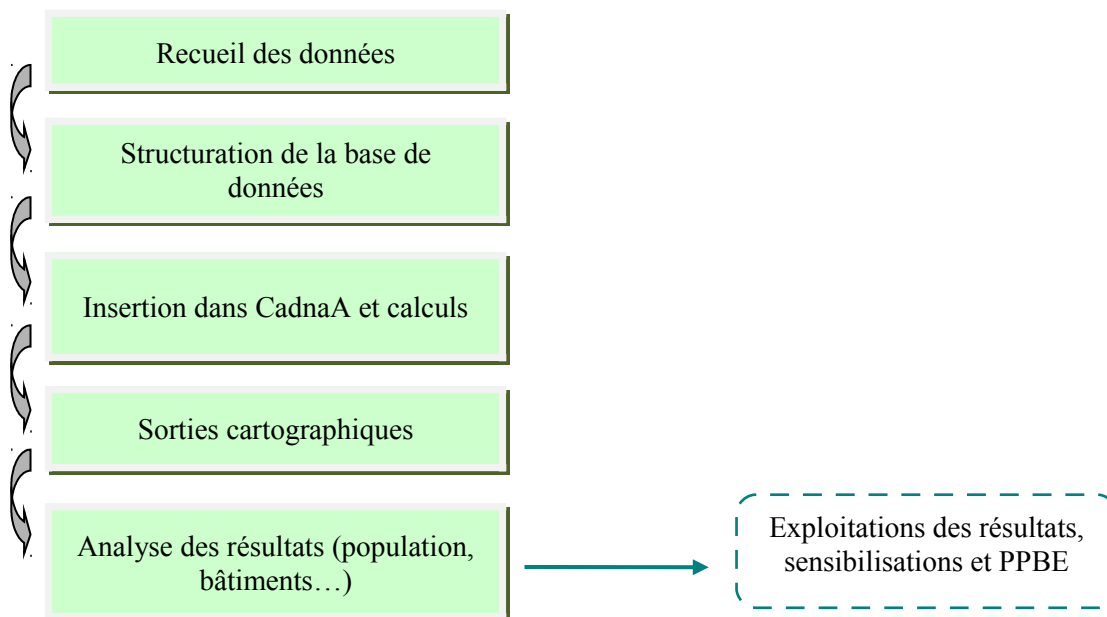 Recueil des données
Structuration de la base de
données
Insertion dans CadnaA et calculs
Sorties cartographiques
Analyse des résultats (population,
bâtiments…)
Exploitations des résultats,
sensibilisations et PPBE